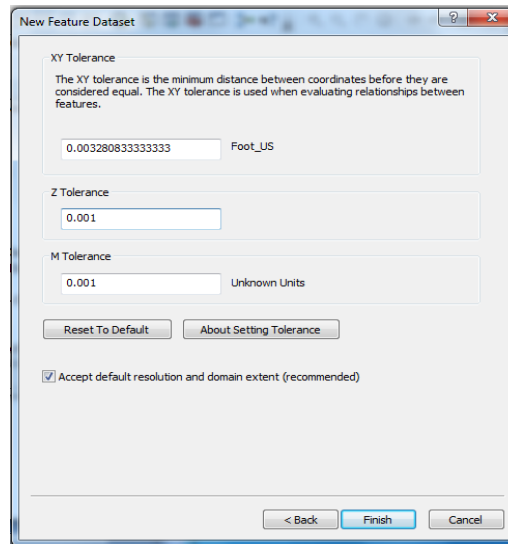 New Feature Dataset
XY Tolerance
The XY tolerance is the minimum distance between coordinates before they are
considered equal. The XY tolerance is used when evaluating relationships between
features.
0.003280833333333 Foot_US
Z Tolerance
0.001
M Tolerance
0.001 Unknown Units
Reset To Default About Setting Tolerance
Accept default resolution and domain extent (recommended)
< Back Finish Cancel